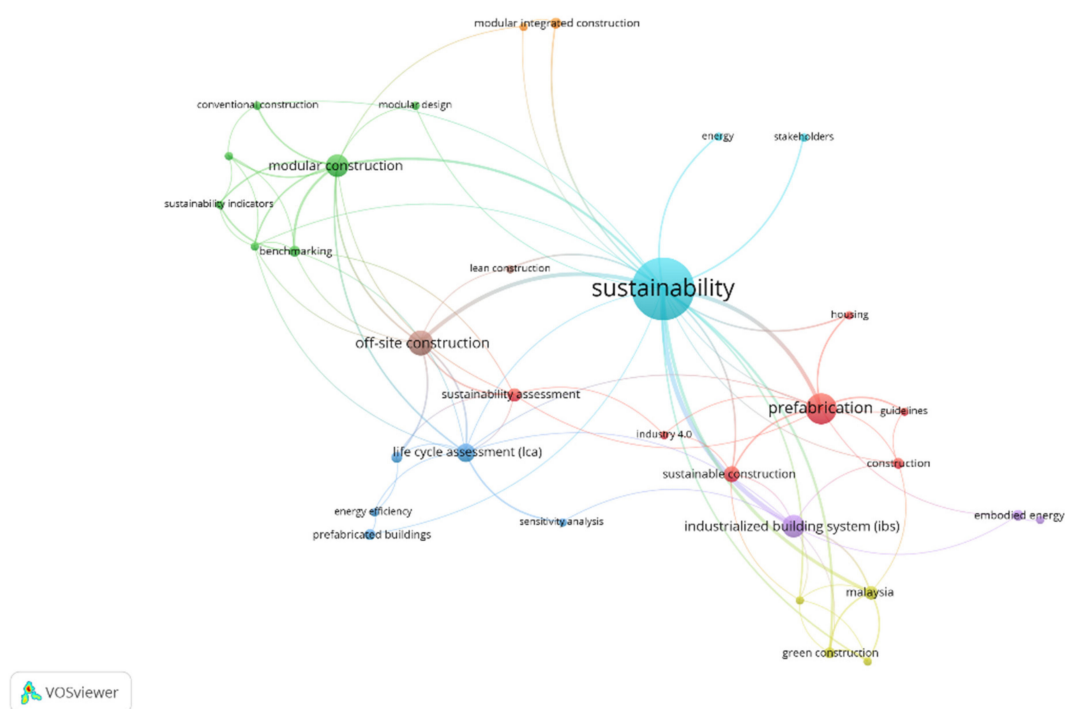 modular integrated construction
conventional construction
modular design
energy
stakeholders
modular construction
sustainability indicators
benchmarking
lean construction
sustainability
housing
off-site construction
sustainability assessment
prefabrication
guidelines
industry 4.0
life cycle assessment (lca)
construction
sustainable construction
energy efficiency
sensitivity analysis
embodied energy
prefabricated buildings
industrialized building system (ibs)
malaysia
green construction
VOSviewer